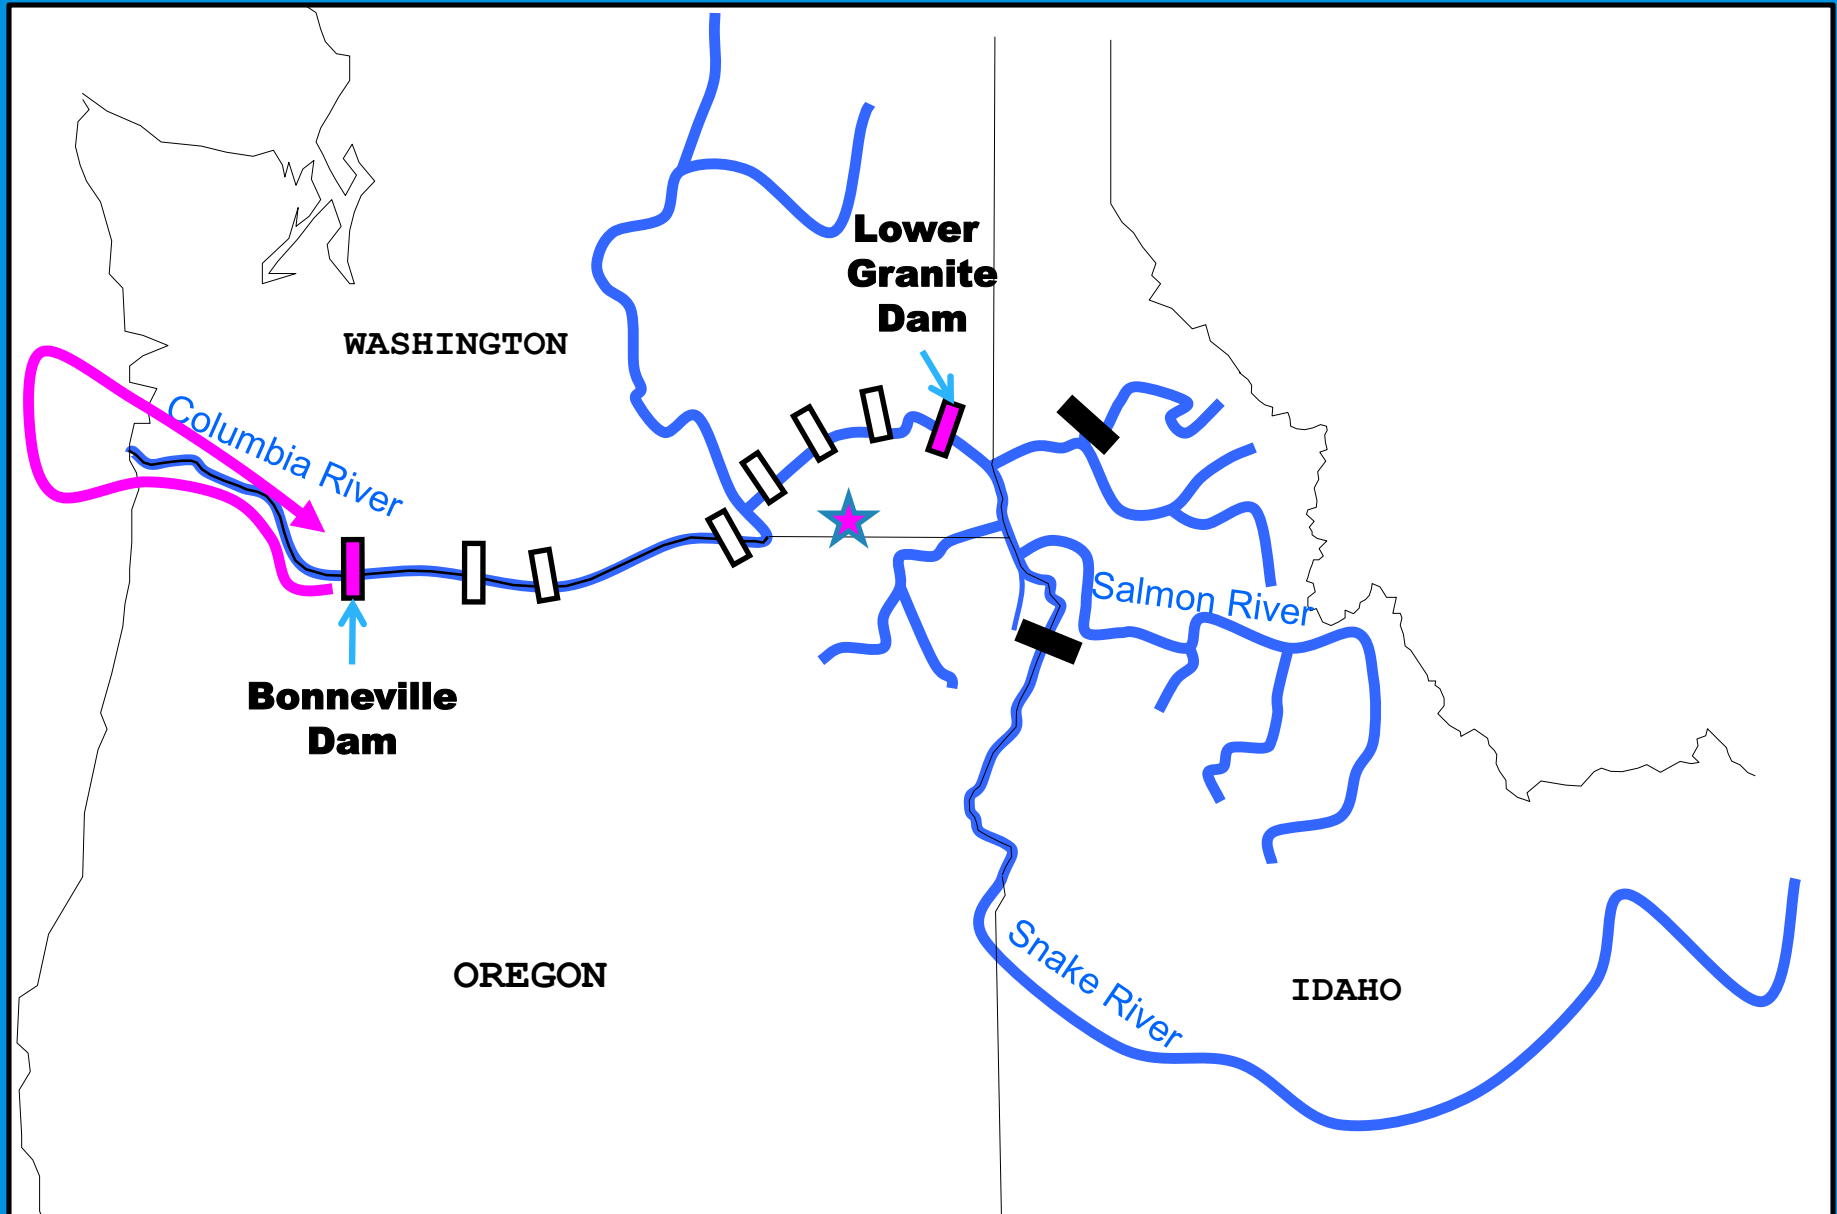 Lower
Granite
Dam
WASHINGTON
Columbia River
Salmon River
Bonneville
Dam
Snake River
OREGON
IDAHO